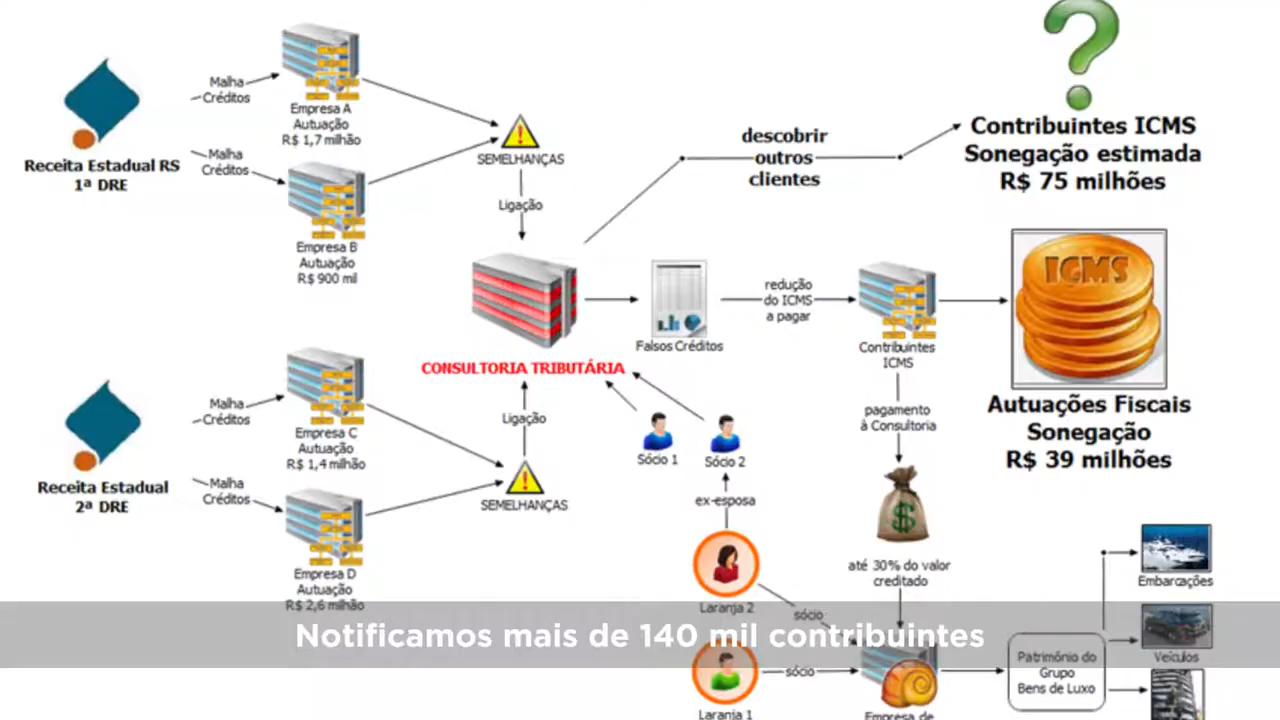 Malha
Créditos
Empresa A
Autuação
R$ 1,7 milhão
Receita Estadual RS
1ª DRE
Malha
Créditos
Empresa B
Autuação
R$ 900 mil
SEMELHANÇAS
Ligação
descobrir
outros
clientes
Contribuintes ICMS
Sonegação estimada
R$ 75 milhões
CONSULTORIA TRIBUTÁRIA
Falsos Créditos
redução
do ICMS
a pagar
Contribuintes
ICMS
ICMS
Autuações Fiscais
Sonegação
R$ 39 milhões
Malha
Créditos
Empresa C
Autuação
R$ 1,4 milhão
Receita Estadual
2ª DRE
Malha
Créditos
Empresa D
Autuação
R$ 2,6 milhão
Ligação
SEMELHANÇAS
Sócio 1
Sócio 2
ex-esposa
pagamento
à Consultoria
$
até 30% do valor
creditado
Laranja 2
sócio
Laranja 1
sócio
Empresa de
Patrimônio do
Grupo
Bens de Luxo
Embarcações
Veículos
Notificamos mais de 140 mil contribuintes